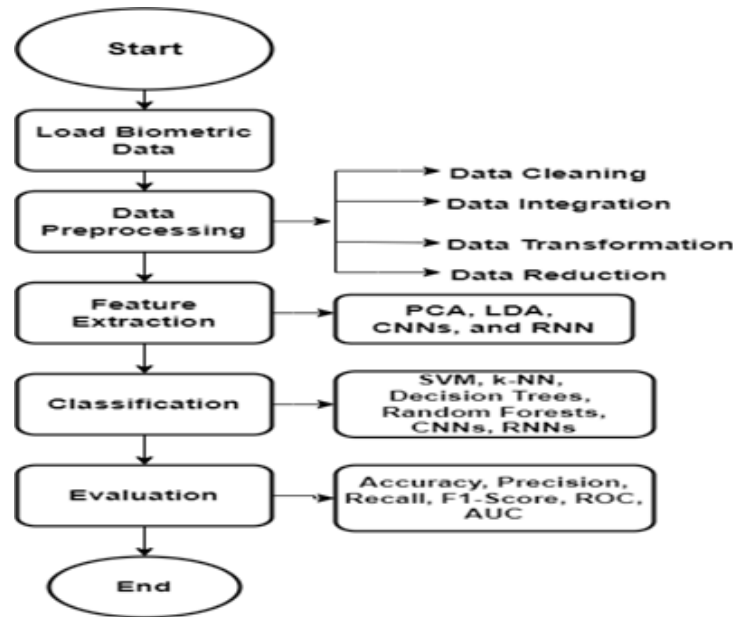 Start
Load Biometric
Data
Data
Preprocessing
Data Cleaning
Data Integration
Data Transformation
Data Reduction
Feature
Extraction
PCA, LDA,
CNNs, and RNN
Classification
SVM, k-NN,
Decision Trees,
Random Forests,
CNNs, RNNs
Evaluation
Accuracy, Precision,
Recall, F1-Score, ROC,
AUC
End